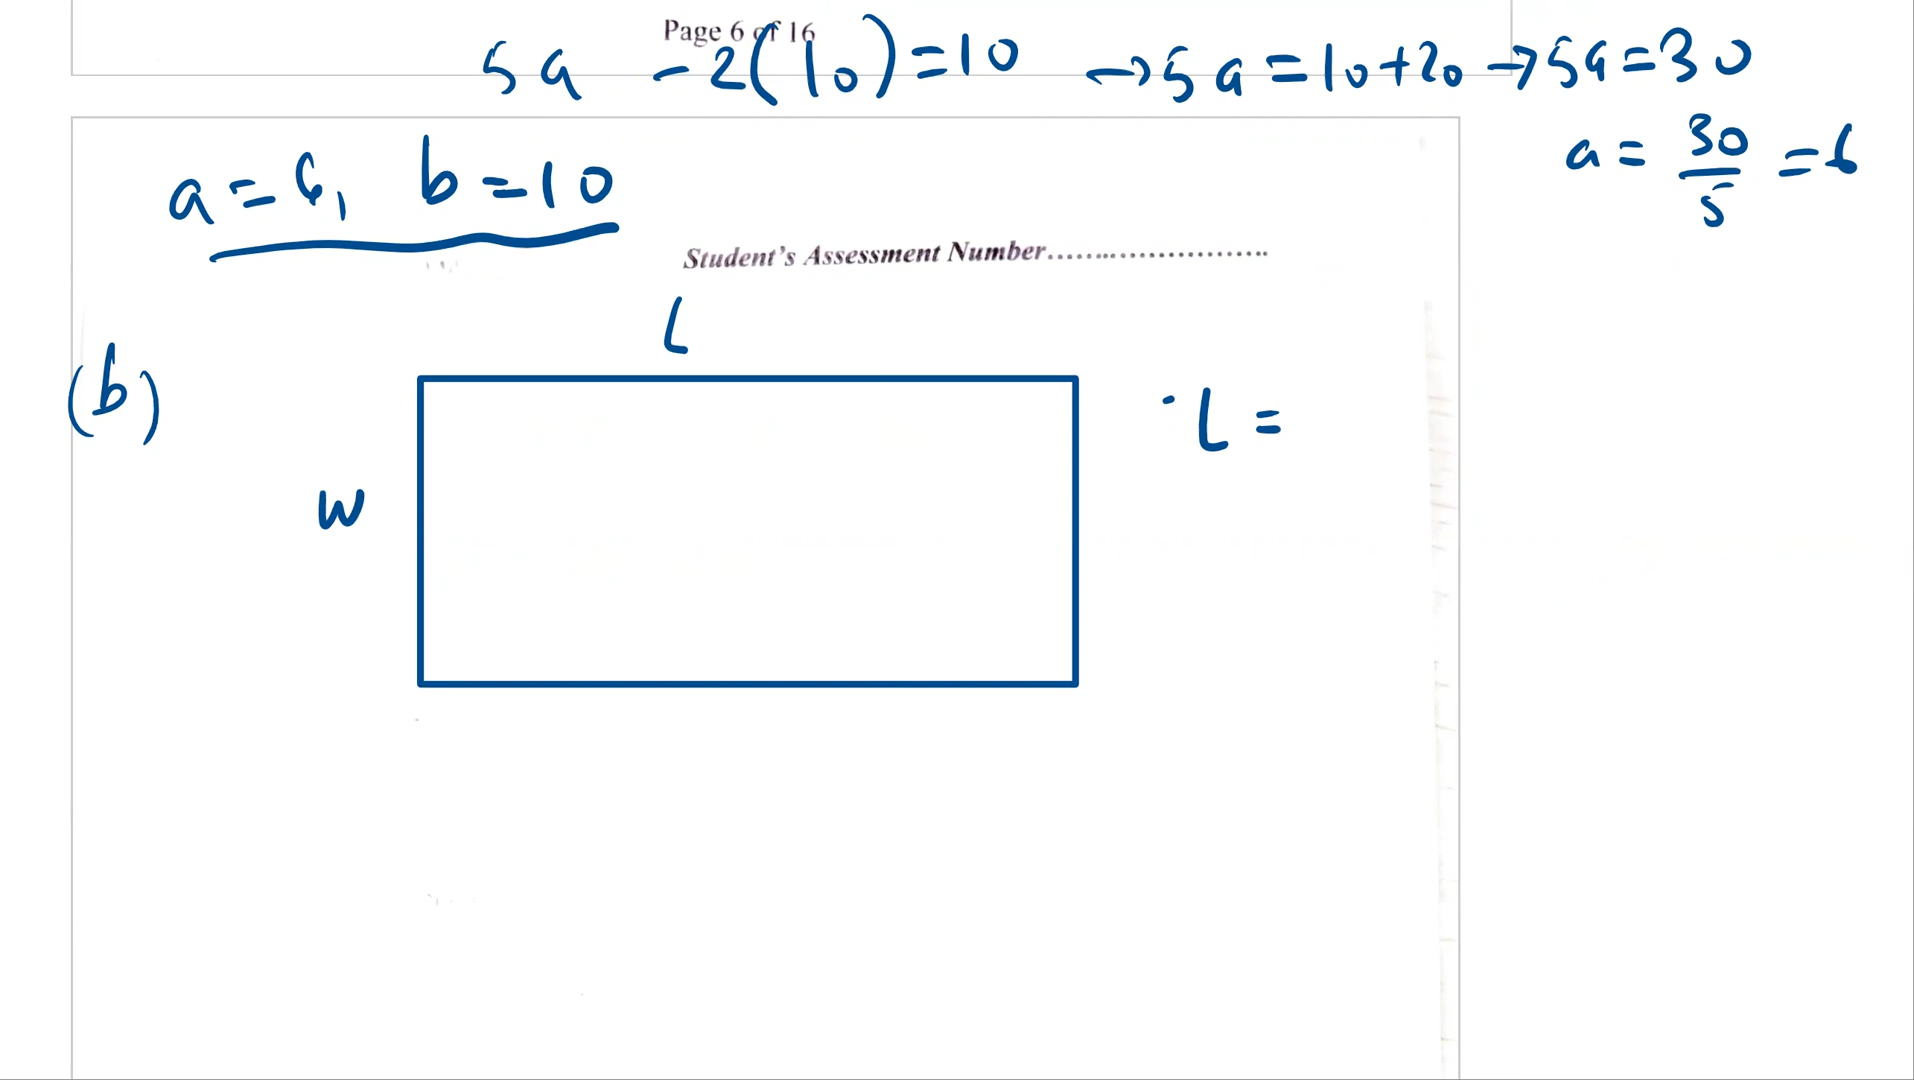 Page 6 of 16
5a -2(10)=10 →5a=10+20→5a=30
a= 30/5 =6
a=6, b=10
Student's Assessment Number........................
L
(b)
L =
W